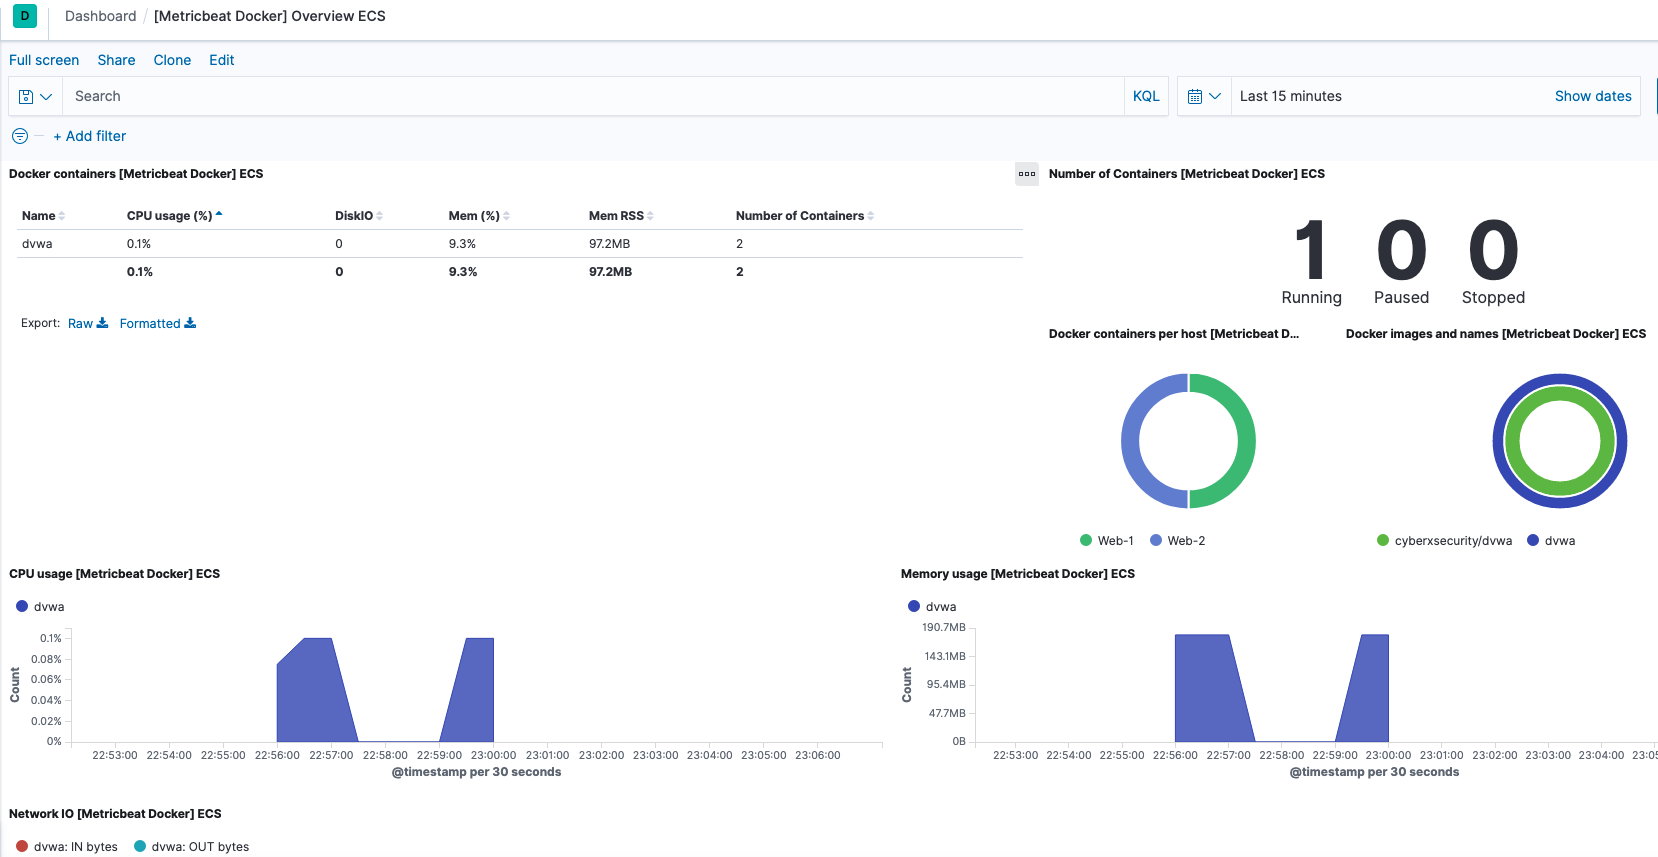 D Dashboard / [Metricbeat Docker] Overview ECS
Full screen Share Clone Edit
Search KQL Last 15 minutes Show dates
+ Add filter
Docker containers [Metricbeat Docker] ECS
Name CPU usage (%) DiskIO Mem (%) Mem RSS Number of Containers
dvwa 0.1% 0 9.3% 97.2MB 2
0.1% 0 9.3% 97.2MB 2
Export: Raw Formatted
Number of Containers [Metricbeat Docker] ECS
1 0 0
Running Paused Stopped
Docker containers per host [Metricbeat D...
Web-1 Web-2
Docker images and names [Metricbeat Docker] ECS
cyberxsecurity/dvwa dvwa
CPU usage [Metricbeat Docker] ECS
dvwa
Count
0.1%
0.08%
0.06%
0.04%
0.02%
0%
22:53:00 22:54:00 22:55:00 22:56:00 22:57:00 22:58:00 22:59:00 23:00:00 23:01:00 23:02:00 23:03:00 23:04:00 23:05:00 23:06:00
@timestamp per 30 seconds
Memory usage [Metricbeat Docker] ECS
dvwa
Count
190.7MB
143.1MB
95.4MB
47.7MB
0B
22:53:00 22:54:00 22:55:00 22:56:00 22:57:00 22:58:00 22:59:00 23:00:00 23:01:00 23:02:00 23:03:00 23:04:00 23:05
@timestamp per 30 seconds
Network IO [Metricbeat Docker] ECS
dvwa: IN bytes dvwa: OUT bytes